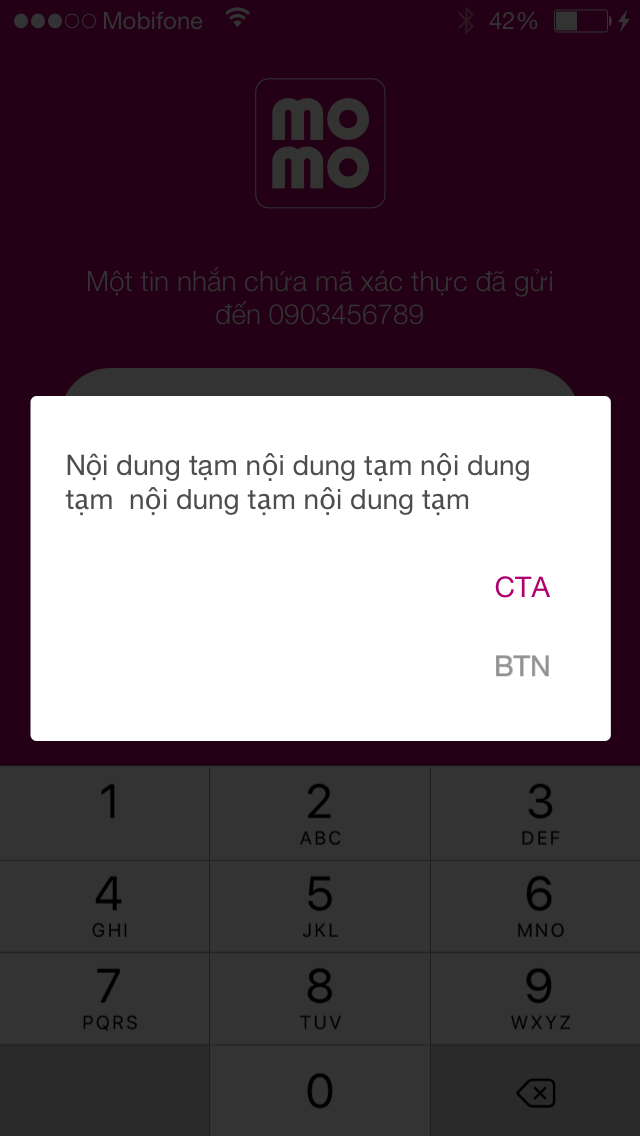 Mobifone
42%
mo
mo
Một tin nhắn chứa mã xác thực đã gửi
đến 0903456789
Nội dung tạm nội dung tạm nội dung
tạm  nội dung tạm nội dung tạm
CTA
BTN
1
2
3
ABC
DEF
4
5
6
GHI
JKL
MNO
7
8
9
PQRS
TUV
WXYZ
0